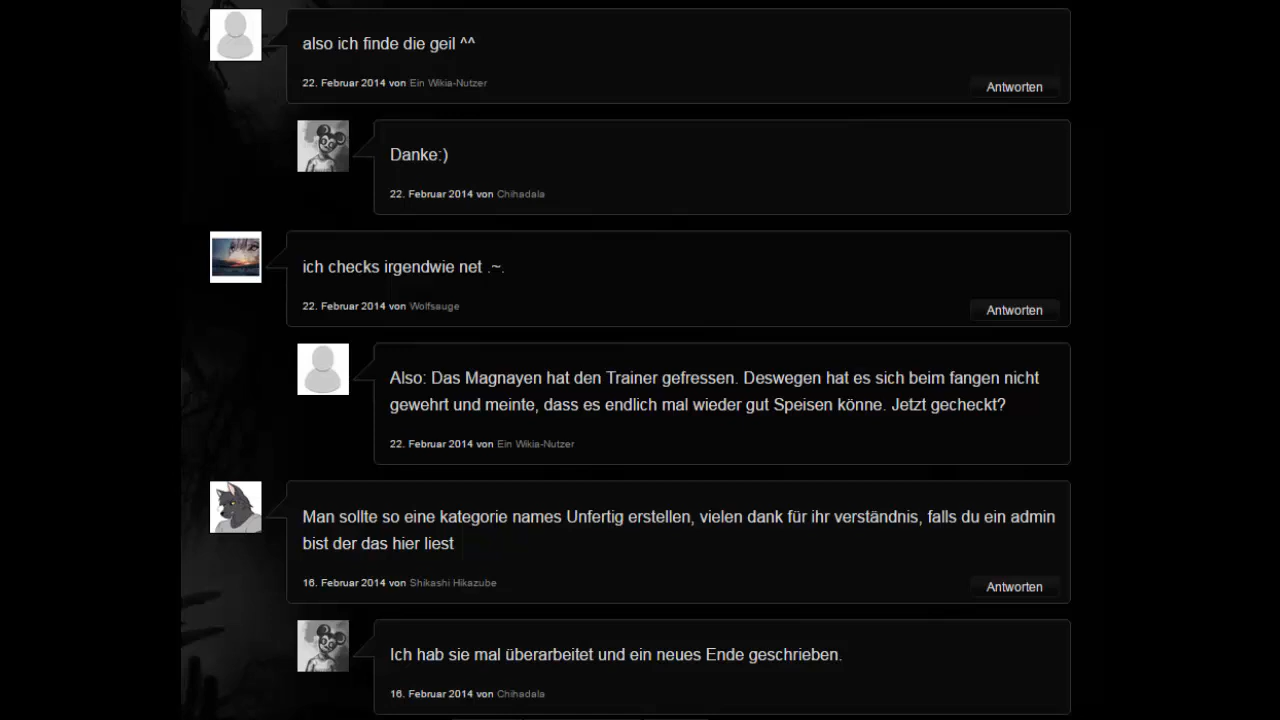 also ich finde die geil ^^
22. Februar 2014 von Ein Wikia-Nutzer
Antworten
Danke:)
22. Februar 2014 von Chihadala
ich checks irgendwie net .~.
22. Februar 2014 von Wolfsauge
Antworten
Also: Das Magnayen hat den Trainer gefressen. Deswegen hat es sich beim fangen nicht
gewehrt und meinte, dass es endlich mal wieder gut Speisen könne. Jetzt gecheckt?
22. Februar 2014 von Ein Wikia-Nutzer
Man sollte so eine kategorie names Unfertig erstellen, vielen dank für ihr verständnis, falls du ein admin
bist der das hier liest
16. Februar 2014 von Shikashi Hikazube
Antworten
Ich hab sie mal überarbeitet und ein neues Ende geschrieben.
16. Februar 2014 von Chihadala